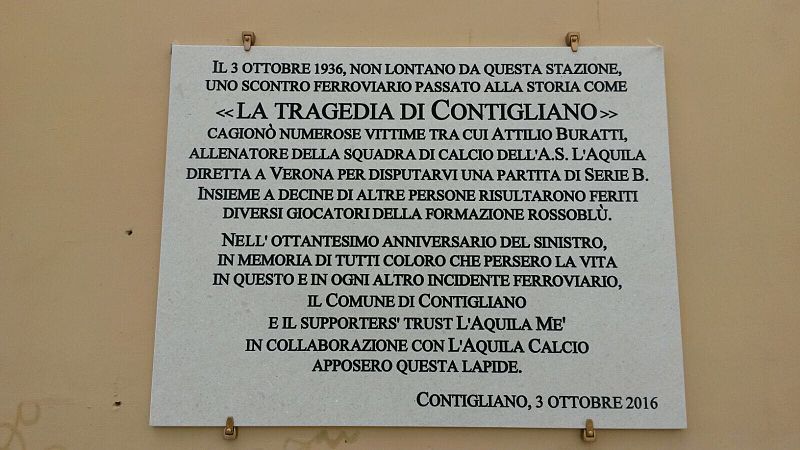 IL 3 OTTOBRE 1936, NON LONTANO DA QUESTA STAZIONE,
UNO SCONTRO FERROVIARIO PASSATO ALLA STORIA COME
<<LA TRAGEDIA DI CONTIGLIANO>>
CAGIONÒ NUMEROSE VITTIME TRA CUI ATTILIO BURATTI,
ALLENATORE DELLA SQUADRA DI CALCIO DELL'A.S. L'AQUILA
DIRETTA A VERONA PER DISPUTARVI UNA PARTITA DI SERIE B.
INSIEME A DECINE DI ALTRE PERSONE RISULTARONO FERITI
DIVERSI GIOCATORI DELLA FORMAZIONE ROSSOBLÙ.
NELL' OTTANTESIMO ANNIVERSARIO DEL SINISTRO,
IN MEMORIA DI TUTTI COLORO CHE PERSERO LA VITA
IN QUESTO E IN OGNI ALTRO INCIDENTE FERROVIARIO,
IL COMUNE DI CONTIGLIANO
E IL SUPPORTERS' TRUST L'AQUILA ME'
IN COLLABORAZIONE CON L'AQUILA CALCIO
APPOSERO QUESTA LAPIDE.
CONTIGLIANO, 3 OTTOBRE 2016